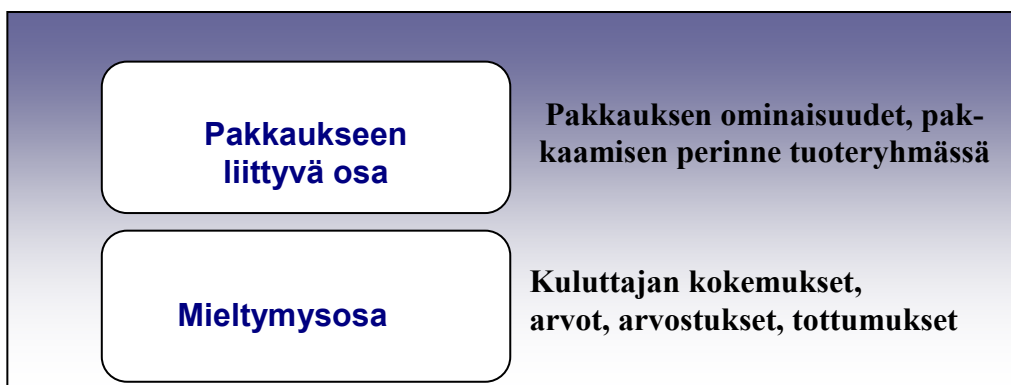 Pakkaukseen
liittyvä osa
Pakkauksen ominaisuudet, pak-
kaamisen perinne tuoteryhmässä
Mieltymysosa
Kuluttajan kokemukset,
arvot, arvostukset, tottumukset